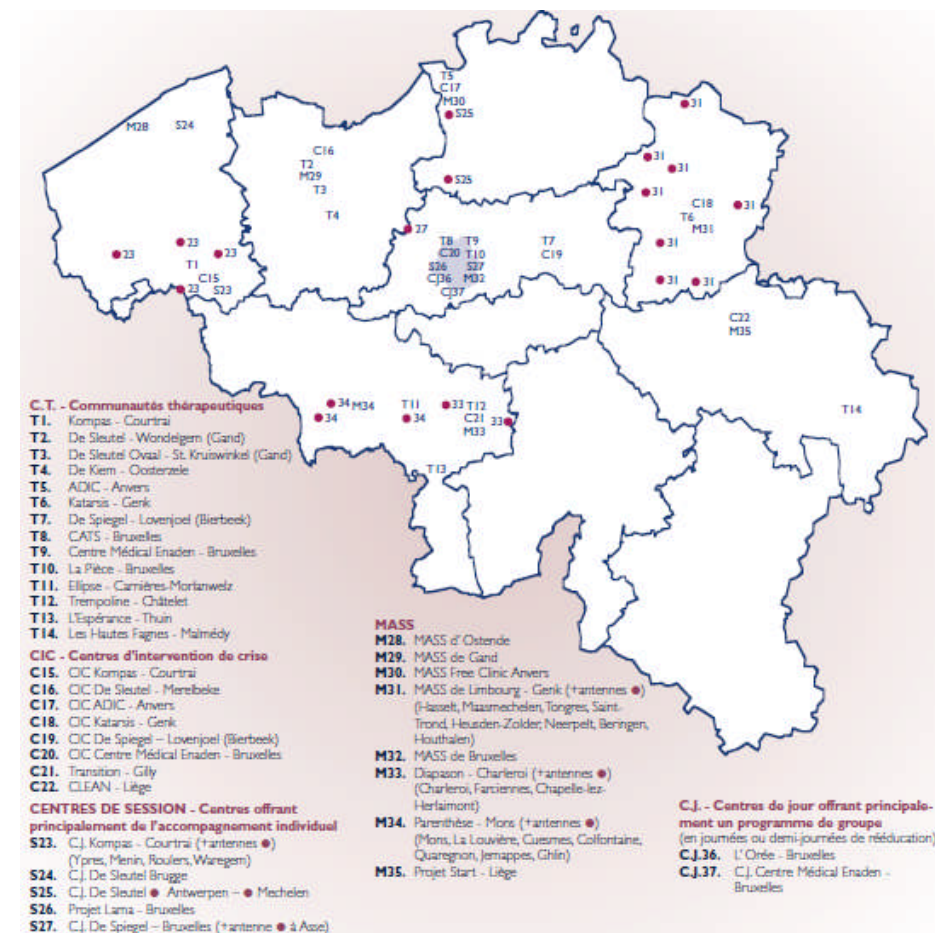 T5
C17
M30
S25
31
M28
S24
C16
T2
M29
T3
T4
S25
31
31
31
C18
T6
M31
31
27
T8
T9
C20
T10
S26
S27
CJ36
M32
CJ37
T7
C19
31
31
31
23
23
23
T1
C15
S23
23
C22
M35
34
M34
34
T11
34
33
T12
C21
M33
33
T13
T14
C.T. - Communautés thérapeutiques
T1. Kompas - Courtrai
T2. De Sleutel - Wondelgem (Gand)
T3. De Sleutel Ovaal - St. Kruiswinkel (Gand)
T4. De Kiem - Oosterzele
T5. ADIC - Anvers
T6. Katarsis - Genk
T7. De Spiegel - Lovenjoel (Bierbeek)
T8. CATS - Bruxelles
T9. Centre Médical Enaden - Bruxelles
T10. La Pièce - Bruxelles
T11. Ellipse - Carnières-Morlanwelz
T12. Trempoline - Châtelet
T13. L'Espérance - Thuin
T14. Les Hautes Fagnes - Malmédy
CIC - Centres d'intervention de crise
C15. CIC Kompas - Courtrai
C16. CIC De Sleutel - Merelbeke
C17. CIC ADIC - Anvers
C18. CIC Katarsis - Genk
C19. CIC De Spiegel – Lovenjoel (Bierbeek)
C20. CIC Centre Médical Enaden - Bruxelles
C21. Transition - Gilly
C22. CLEAN - Liège
CENTRES DE SESSION - Centres offrant
principalement de l'accompagnement individuel
S23. C.J. Kompas - Courtrai (+antennes ●)
(Ypres, Menin, Roulers, Waregem)
S24. C.J. De Sleutel Brugge
S25. C.J. De Sleutel ● Antwerpen – ● Mechelen
S26. Projet Lama - Bruxelles
S27. C.J. De Spiegel – Bruxelles (+antenne ● à Asse)
MASS
M28. MASS d' Ostende
M29. MASS de Gand
M30. MASS Free Clinic Anvers
M31. MASS de Limbourg - Genk (+antennes ●)
(Hasselt, Maasmechelen, Tongres, Saint-
Trond, Heusden-Zolder, Neerpelt, Beringen,
Houthalen)
M32. MASS de Bruxelles
M33. Diapason - Charleroi (+antennes ●)
(Charleroi, Farciennes, Chapelle-lez-
Herlaimont)
M34. Parenthèse - Mons (+antennes ●)
(Mons, La Louvière, Cuesmes, Colfontaine,
Quaregnon, Jemappes, Ghlin)
M35. Projet Start - Liège
C.J. - Centres de jour offrant principale-
ment un programme de groupe
(en journées ou demi-journées de rééducation)
C.J.36. L' Orée - Bruxelles
C.J.37. C.J. Centre Médical Enaden -
Bruxelles